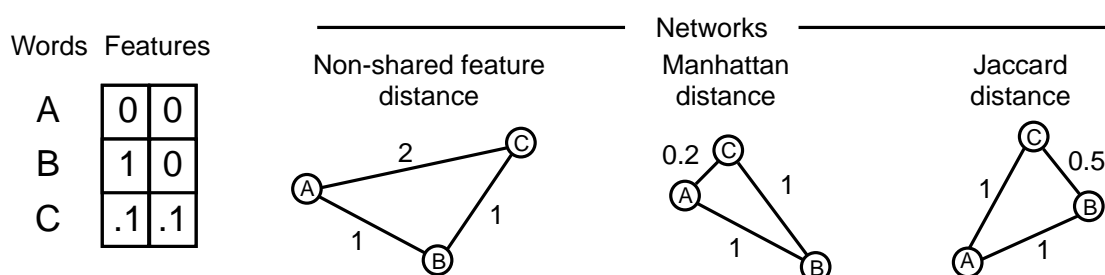 Networks
Words Features
Non-shared feature distance
Manhattan distance
Jaccard distance
A 0 0
B 1 0
C .1 .1
A
B
C
2
1
1
A
B
C
0.2
1
1
A
B
C
1
0.5
1